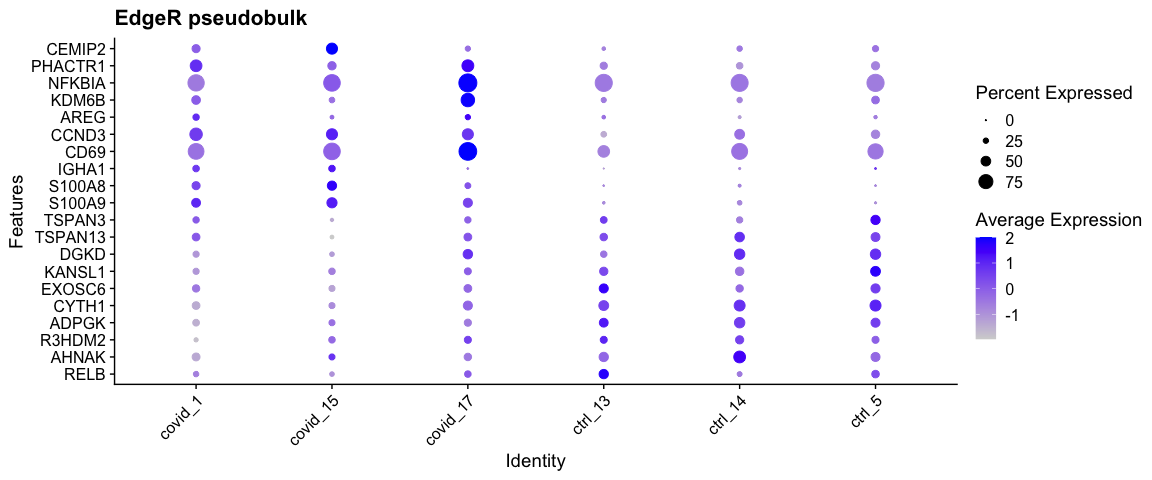 EdgeR pseudobulk
Features
CEMIP2
PHACTR1
NFKBIA
KDM6B
AREG
CCND3
CD69
IGHA1
S100A8
S100A9
TSPAN3
TSPAN13
DGKD
KANSL1
EXOSC6
CYTH1
ADPGK
R3HDM2
AHNAK
RELB
covid_1
covid_15
covid_17
ctrl_13
ctrl_14
ctrl_5
Identity
Percent Expressed
0
25
50
75
Average Expression
2
1
0
-1